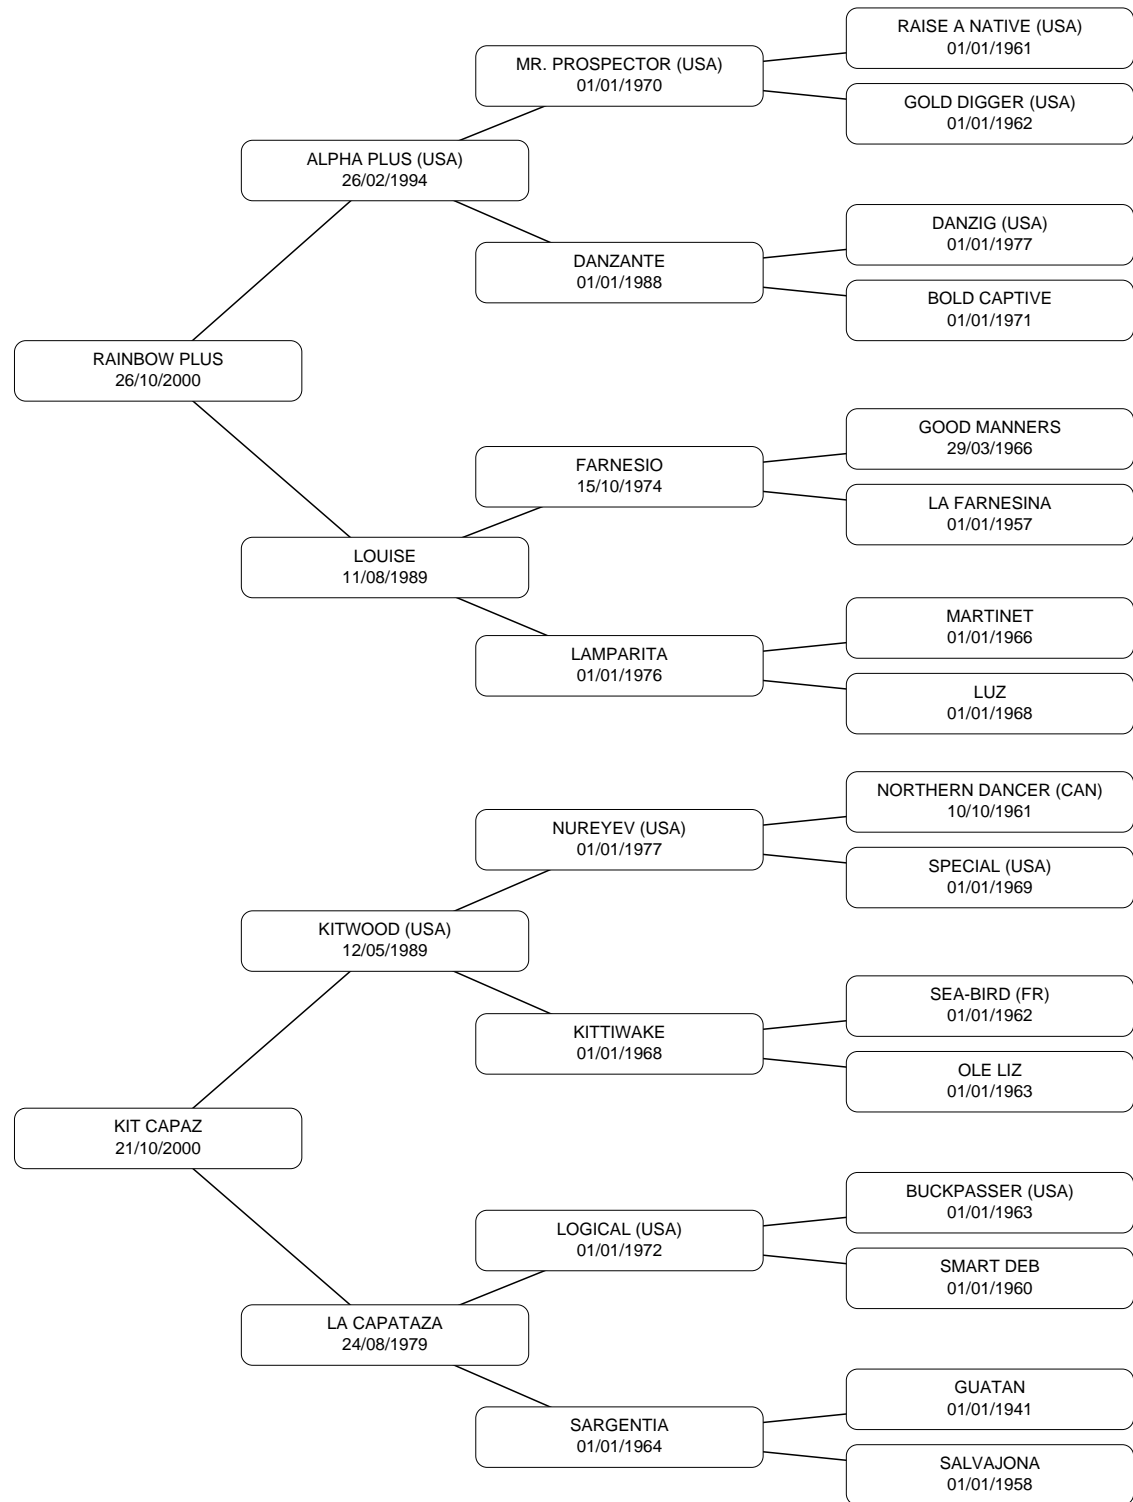 RAISE A NATIVE (USA)
01/01/1961
MR. PROSPECTOR (USA)
01/01/1970
GOLD DIGGER (USA)
01/01/1962
ALPHA PLUS (USA)
26/02/1994
DANZIG (USA)
01/01/1977
DANZANTE
01/01/1988
BOLD CAPTIVE
01/01/1971
RAINBOW PLUS
26/10/2000
GOOD MANNERS
29/03/1966
FARNESIO
15/10/1974
LA FARNESINA
01/01/1957
LOUISE
11/08/1989
MARTINET
01/01/1966
LAMPARITA
01/01/1976
LUZ
01/01/1968
NORTHERN DANCER (CAN)
10/10/1961
NUREYEV (USA)
01/01/1977
SPECIAL (USA)
01/01/1969
KITWOOD (USA)
12/05/1989
SEA-BIRD (FR)
01/01/1962
KITTIWAKE
01/01/1968
OLE LIZ
01/01/1963
KIT CAPAZ
21/10/2000
BUCKPASSER (USA)
01/01/1963
LOGICAL (USA)
01/01/1972
SMART DEB
01/01/1960
LA CAPATAZA
24/08/1979
GUATAN
01/01/1941
SARGENTIA
01/01/1964
SALVAJONA
01/01/1958